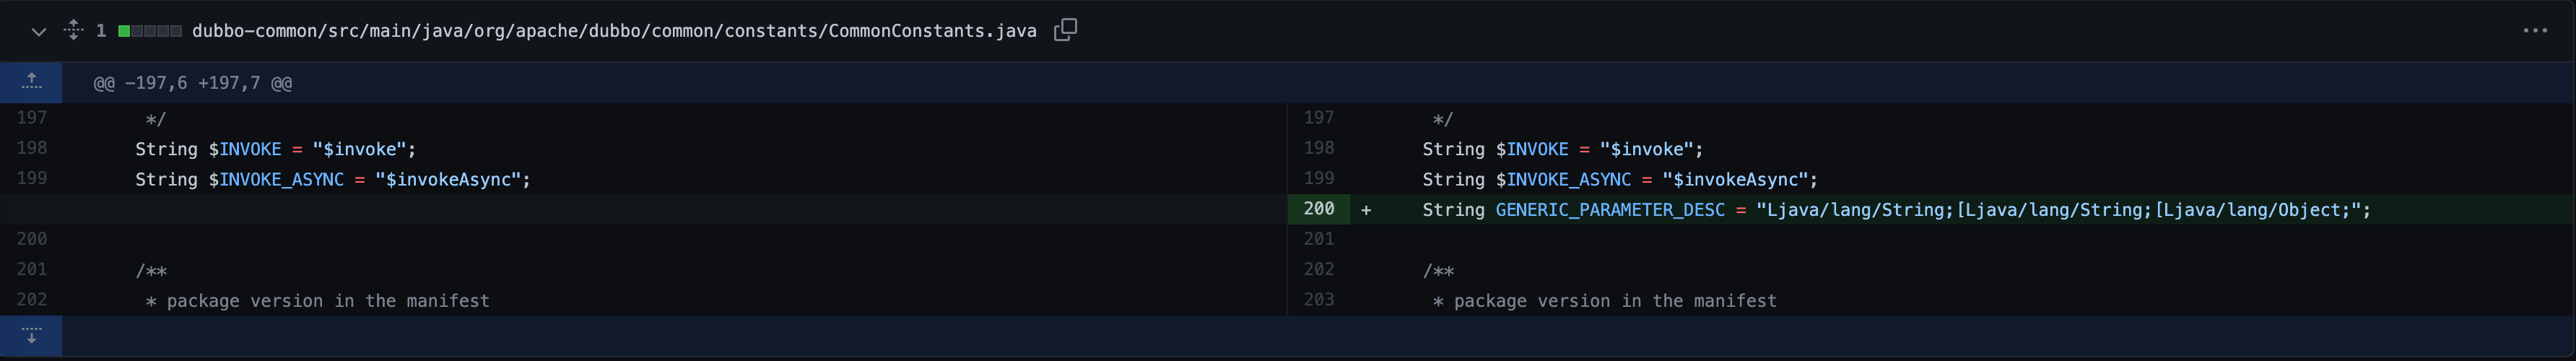 1 dubbo-common/src/main/java/org/apache/dubbo/common/constants/CommonConstants.java
@@ -197,6 +197,7 @@
197 */ 197 */
198 String $INVOKE = "$invoke"; 198 String $INVOKE = "$invoke";
199 String $INVOKE_ASYNC = "$invokeAsync"; 199 String $INVOKE_ASYNC = "$invokeAsync";
200 + String GENERIC_PARAMETER_DESC = "Ljava/lang/String;[Ljava/lang/String;[Ljava/lang/Object;";
200 201
201 /** 202 /**
202 * package version in the manifest 203 * package version in the manifest